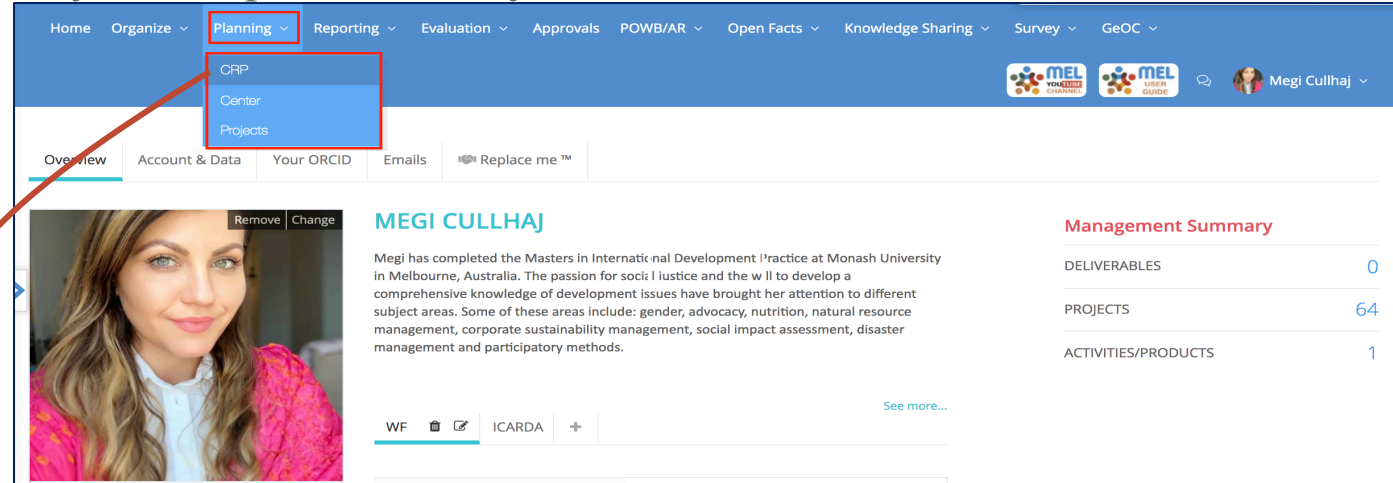 Home Organize Planning Reporting Evaluation Approvals POWB/AR Open Facts Knowledge Sharing Survey GeOC
CRP
Center
Projects
MEL YOUTUBE CHANNEL
MEL USER GUIDE
Megi Cullhaj
Overview Account & Data Your ORCID Emails Replace me ™
Remove Change
MEGI CULLHAJ
Megi has completed the Masters in International Development Practice at Monash University
in Melbourne, Australia. The passion for social justice and the will to develop a
comprehensive knowledge of development issues have brought her attention to different
subject areas. Some of these areas include: gender, advocacy, nutrition, natural resource
management, corporate sustainability management, social impact assessment, disaster
management and participatory methods.
See more...
WF ICARDA +
Management Summary
DELIVERABLES 0
PROJECTS 64
ACTIVITIES/PRODUCTS 1